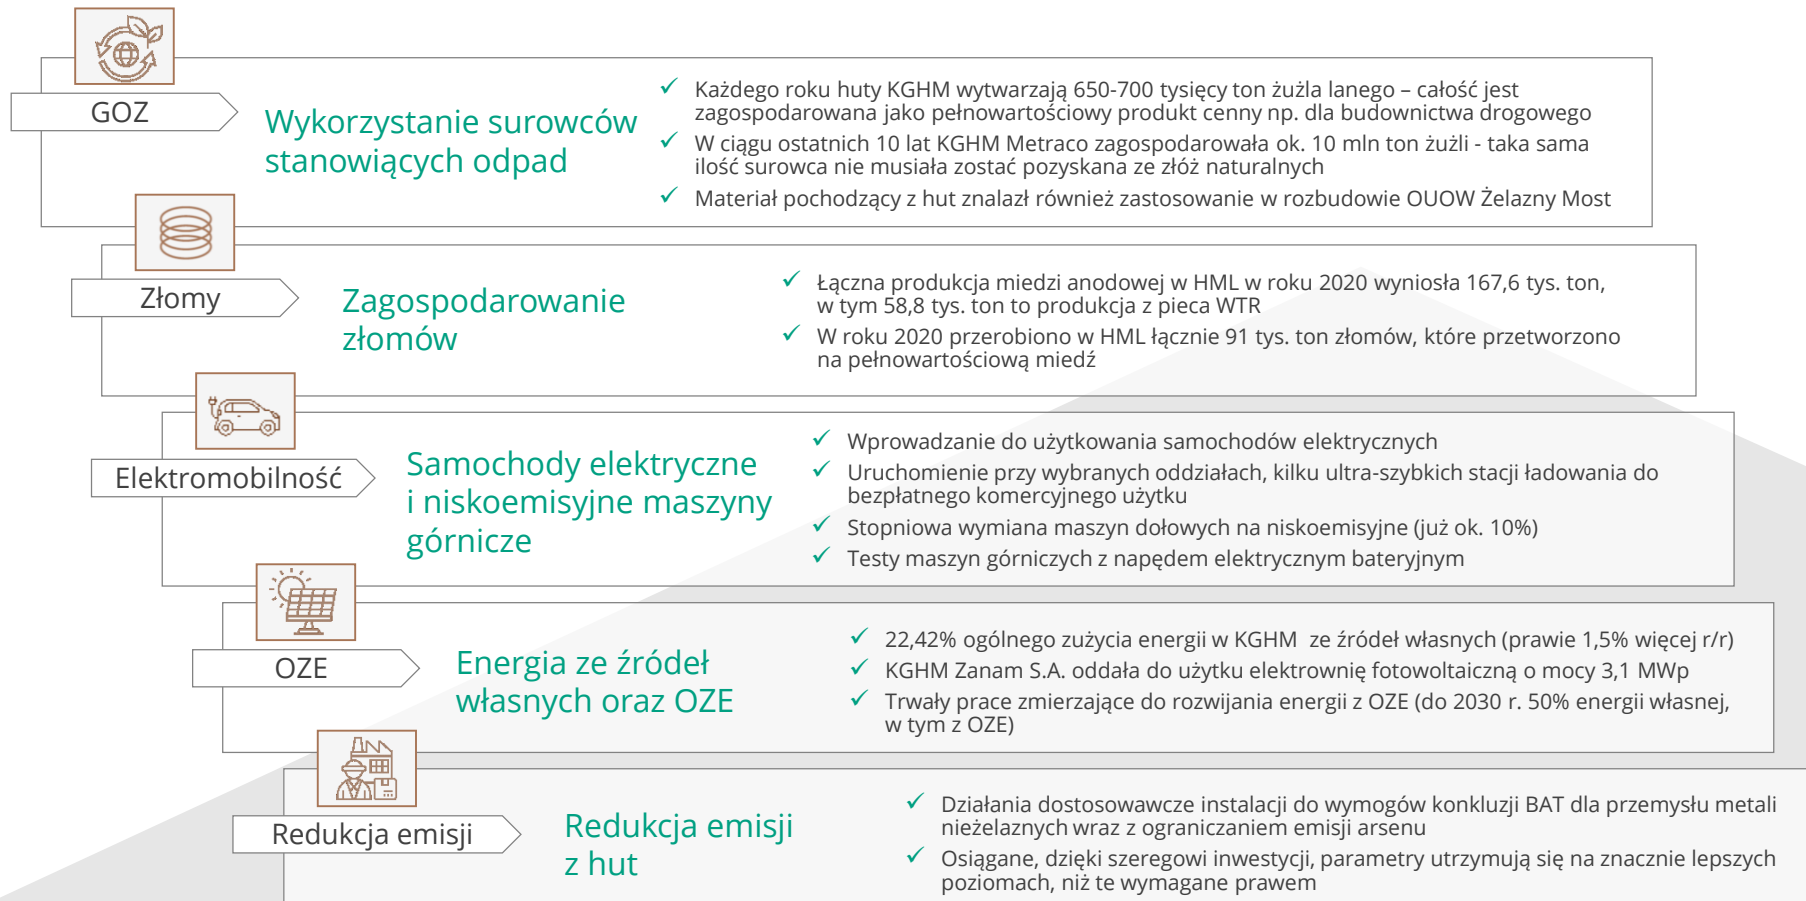 GOZ
Wykorzystanie surowców
stanowiących odpad
✓ Każdego roku huty KGHM wytwarzają 650-700 tysięcy ton żużla lanego – całość jest
zagospodarowana jako pełnowartościowy produkt cenny np. dla budownictwa drogowego
✓ W ciągu ostatnich 10 lat KGHM Metraco zagospodarowała ok. 10 mln ton żużli - taka sama
ilość surowca nie musiała zostać pozyskana ze złóż naturalnych
✓ Materiał pochodzący z hut znalazł również zastosowanie w rozbudowie OUOW Żelazny Most
Złomy
Zagospodarowanie
złomów
✓ Łączna produkcja miedzi anodowej w HML w roku 2020 wyniosła 167,6 tys. ton,
w tym 58,8 tys. ton to produkcja z pieca WTR
✓ W roku 2020 przerobiono w HML łącznie 91 tys. ton złomów, które przetworzono
na pełnowartościową miedź
Elektromobilność
Samochody elektryczne
i niskoemisyjne maszyny
górnicze
✓ Wprowadzanie do użytkowania samochodów elektrycznych
✓ Uruchomienie przy wybranych oddziałach, kilku ultra-szybkich stacji ładowania do
bezpłatnego komercyjnego użytku
✓ Stopniowa wymiana maszyn dołowych na niskoemisyjne (już ok. 10%)
✓ Testy maszyn górniczych z napędem elektrycznym bateryjnym
OZE
Energia ze źródeł
własnych oraz OZE
✓ 22,42% ogólnego zużycia energii w KGHM ze źródeł własnych (prawie 1,5% więcej r/r)
✓ KGHM Zanam S.A. oddała do użytku elektrownię fotowoltaiczną o mocy 3,1 MWp
✓ Trwały prace zmierzające do rozwijania energii z OZE (do 2030 r. 50% energii własnej,
w tym z OZE)
Redukcja emisji
Redukcja emisji
z hut
✓ Działania dostosowawcze instalacji do wymogów konkluzji BAT dla przemysłu metali
nieżelaznych wraz z ograniczaniem emisji arsenu
✓ Osiągane, dzięki szeregowi inwestycji, parametry utrzymują się na znacznie lepszych
poziomach, niż te wymagane prawem